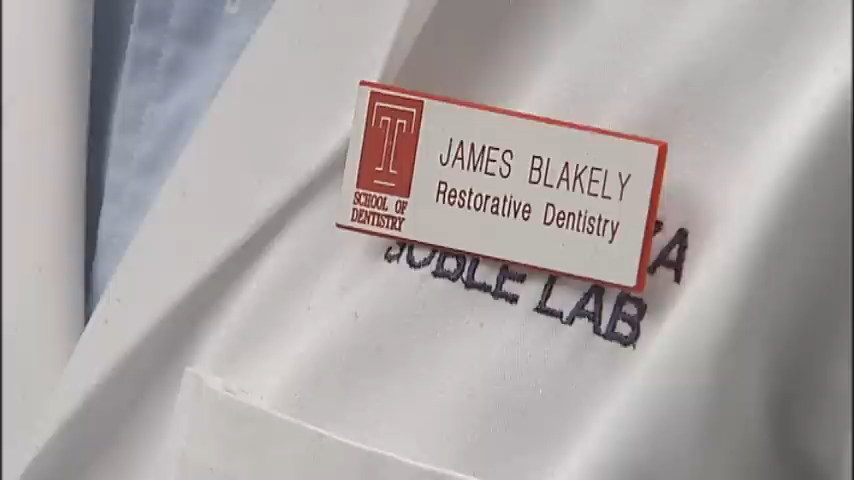 T
SCHOOL OF
DENTISTRY
JAMES BLAKELY
Restorative Dentistry
LAB